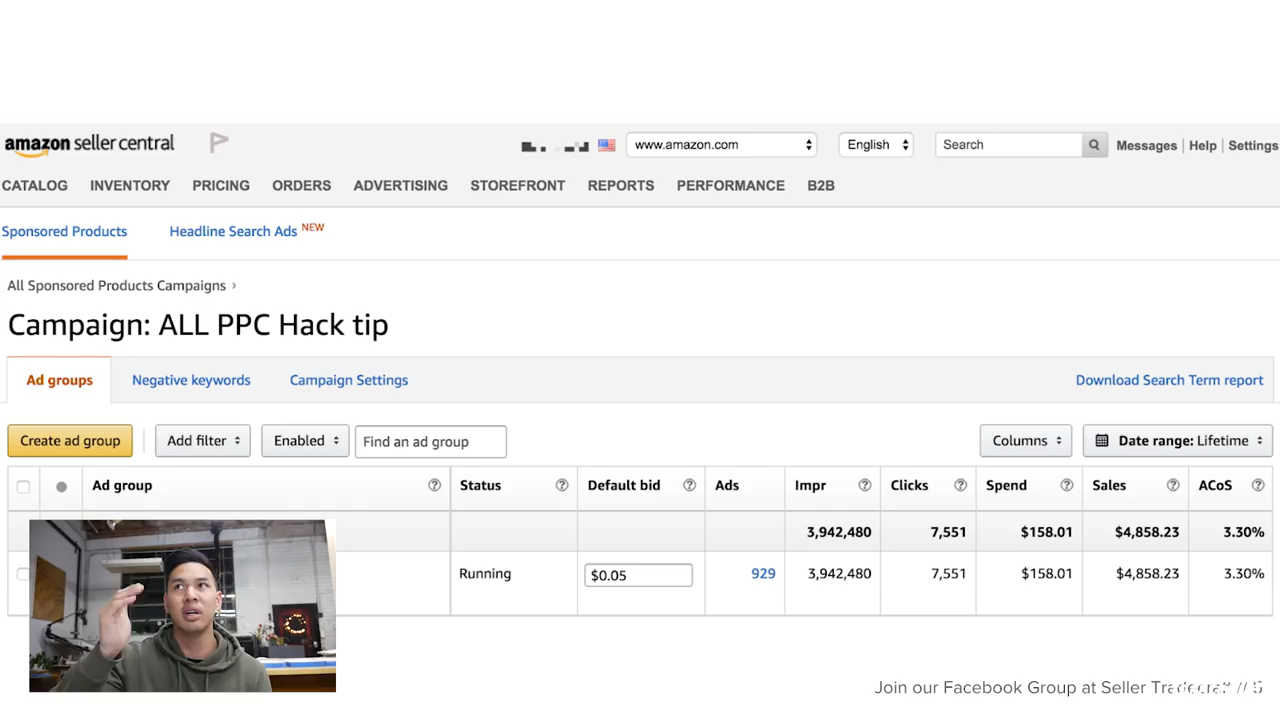 amazon seller central www.amazon.com English Search Messages | Help | Settings
CATALOG INVENTORY PRICING ORDERS ADVERTISING STOREFRONT REPORTS PERFORMANCE B2B
Sponsored Products Headline Search Ads NEW
All Sponsored Products Campaigns ›
Campaign: ALL PPC Hack tip
Ad groups Negative keywords Campaign Settings Download Search Term report
Create ad group Add filter Enabled Find an ad group Columns Date range: Lifetime
Ad group Status Default bid Ads Impr Clicks Spend Sales ACoS
3,942,480 7,551 $158.01 $4,858.23 3.30%
Running $0.05 929 3,942,480 7,551 $158.01 $4,858.23 3.30%
Join our Facebook Group at Seller